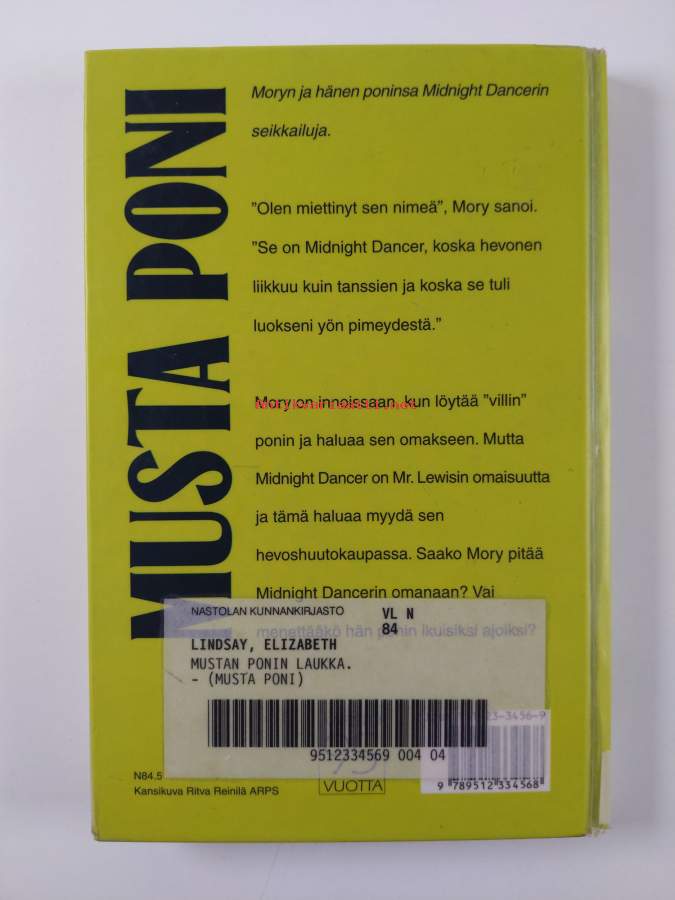 MUSTA PONI
Moryn ja hänen poninsa Midnight Dancerin
seikkailuja.
"Olen miettinyt sen nimeä", Mory sanoi.
"Se on Midnight Dancer, koska hevonen
liikkuu kuin tanssien ja koska se tuli
luokseni yön pimeydestä."
Mory on innoissaan, kun löytää "villin"
ponin ja haluaa sen omakseen. Mutta
Midnight Dancer on Mr. Lewisin omaisuutta
ja tämä haluaa myydä sen
hevoshuutokaupassa. Saako Mory pitää
Midnight Dancerin omanaan? Vai
menettääkö hän ponin ikuisiksi ajoiksi?
NASTOLAN KUNNANKIRJASTO
VL N
84
LINDSAY, ELIZABETH
MUSTAN PONIN LAUKKA.
- (MUSTA PONI)
9512334569 004 04
23-3456-9
N84.5
Kansikuva Ritva Reinilä ARPS
VUOTTA
9 789512 334568